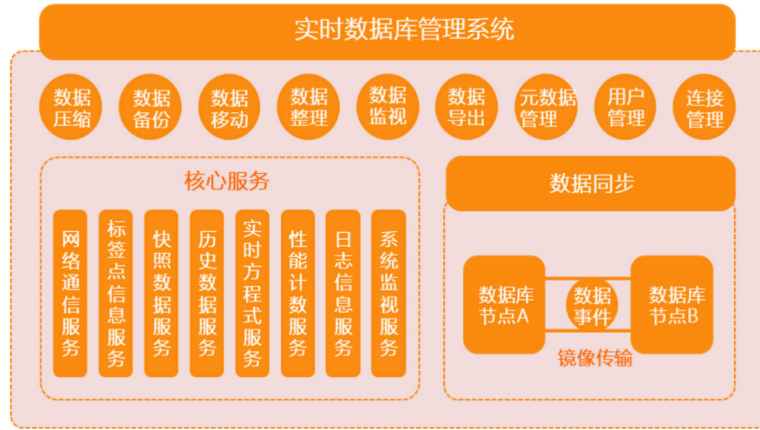 实时数据库管理系统
数据
压缩
数据
备份
数据
移动
数据
整理
数据
监视
数据
导出
元数据
管理
用户
管理
连接
管理
核心服务
网络通信服务
标签点信息服务
快照数据服务
历史数据服务
实时方程式服务
性能计数服务
日志信息服务
系统监视服务
数据同步
数据库
节点A
数据
事件
数据库
节点B
镜像传输